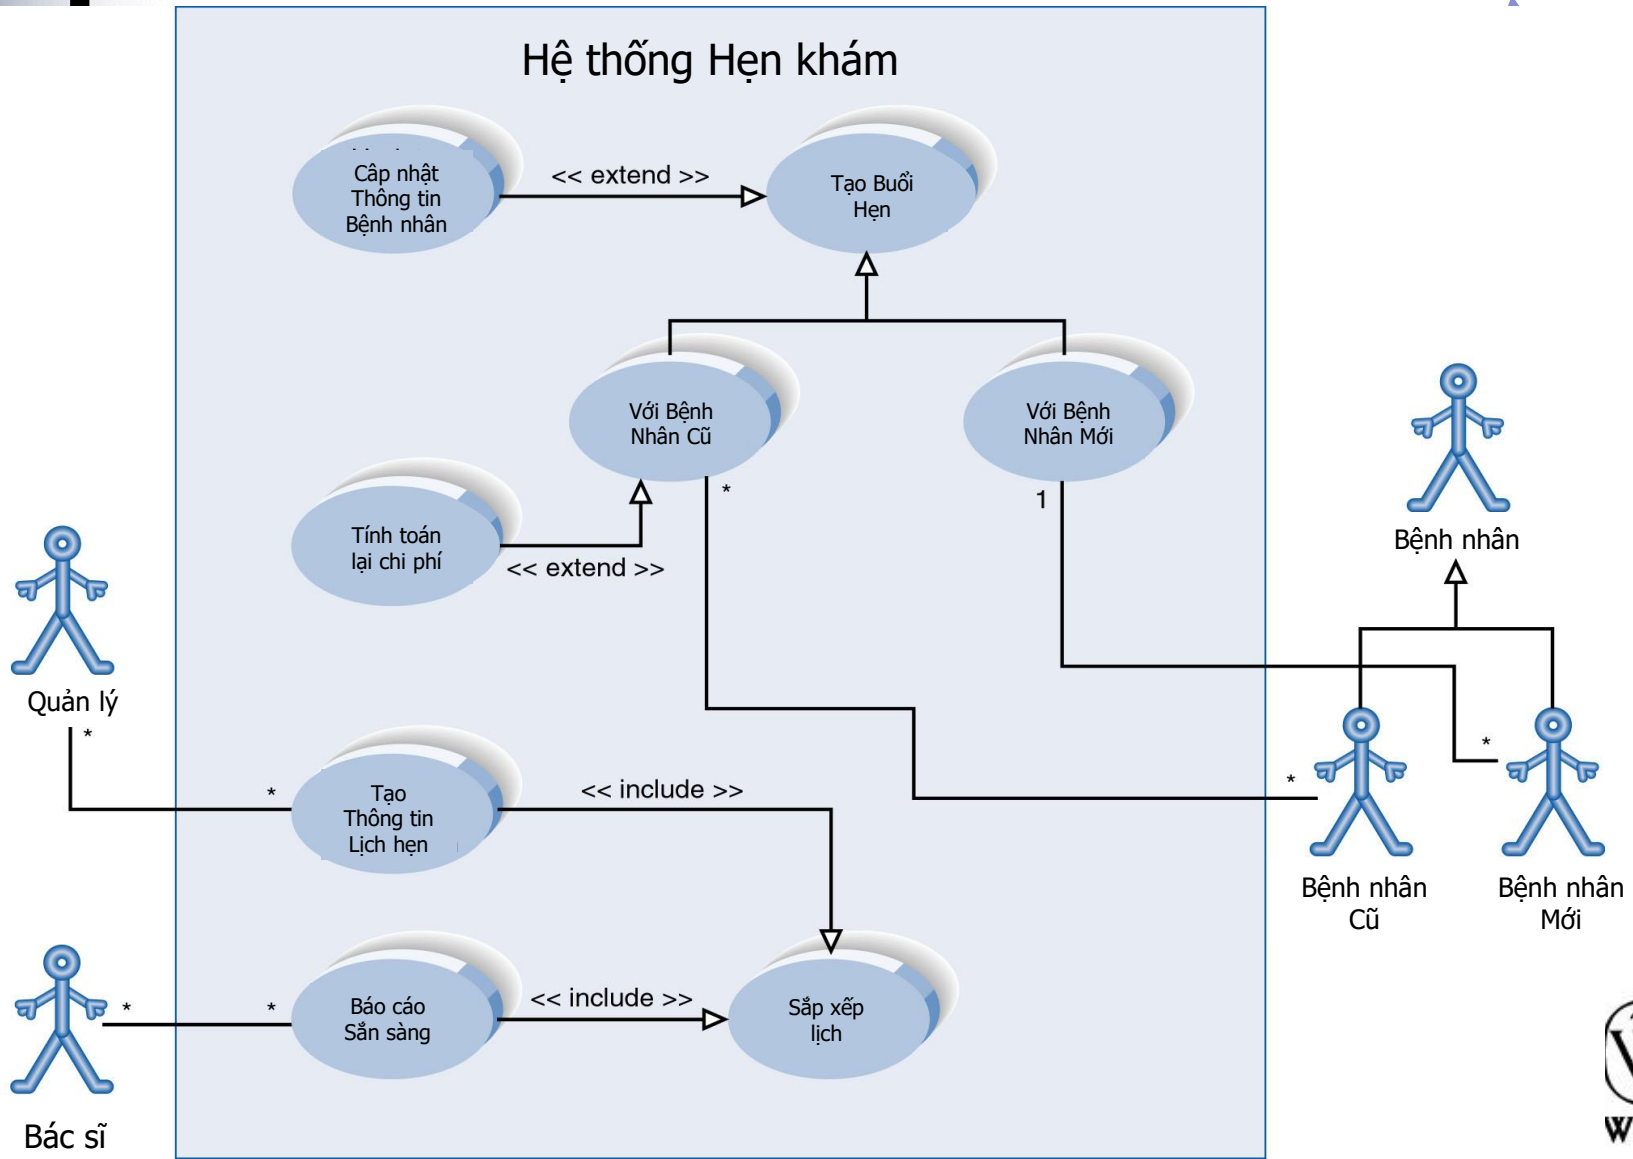 Hệ thống Hẹn khám
Câp nhật
Thông tin
Bệnh nhân
<< extend >>
Tạo Buổi
Hẹn
Với Bệnh
Nhân Cũ
Với Bệnh
Nhân Mới
*
1
Tính toán
lại chi phí
<< extend >>
Bệnh nhân
Quản lý
*
*
Tạo
Thông tin
Lịch hẹn
<< include >>
*
*
Bệnh nhân
Cũ
Bệnh nhân
Mới
*
*
Báo cáo
Sắn sàng
<< include >>
Sắp xếp
lịch
Bác sĩ